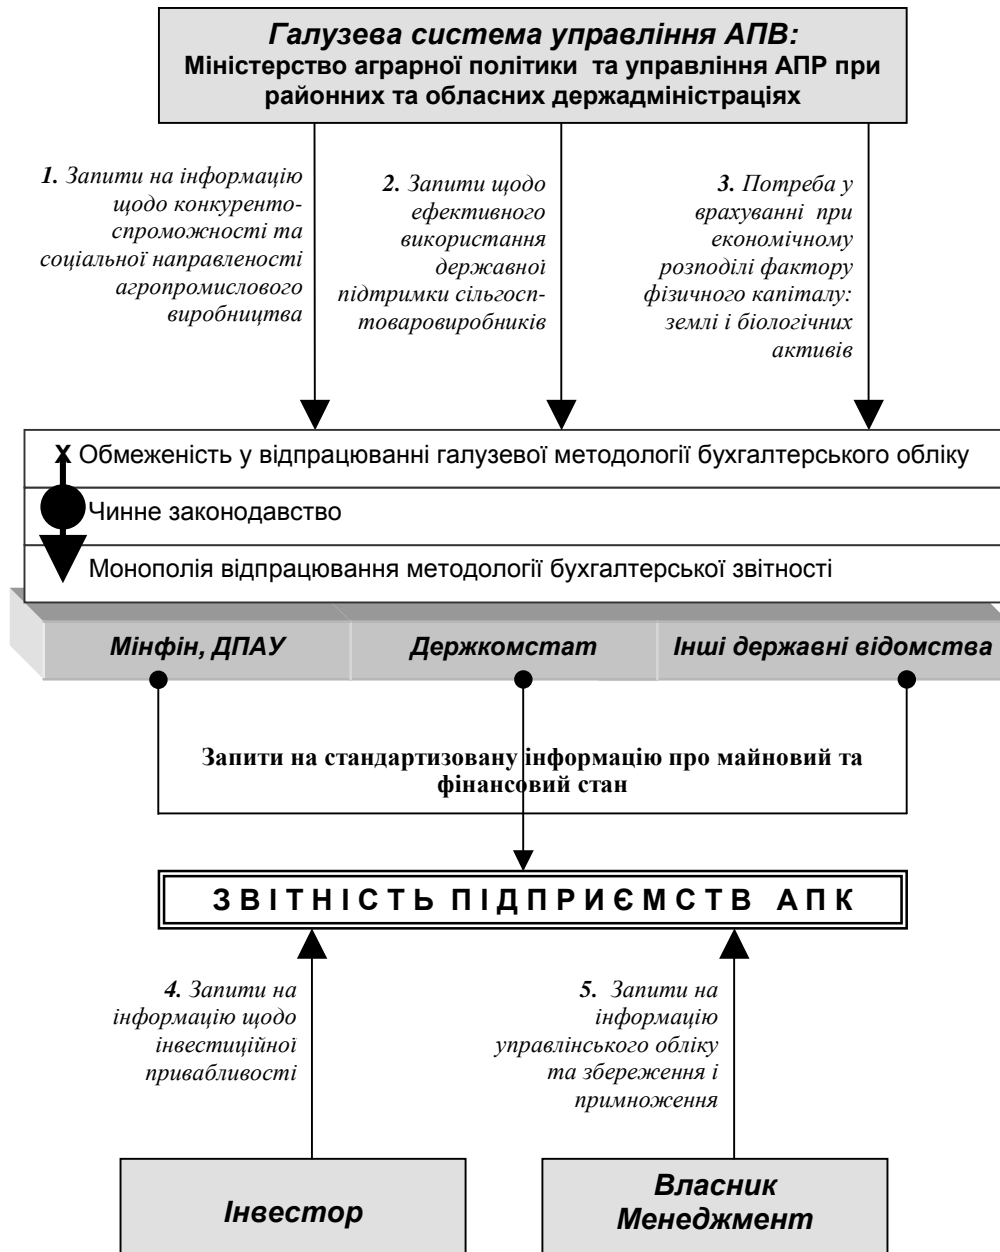 Галузева система управління АПВ:
Міністерство аграрної політики та управління АПР при
районних та обласних держадміністраціях
1. Запити на інформацію
щодо конкуренто-
спроможності та
соціальної направленості
агропромислового
виробництва
2. Запити щодо
ефективного
використання
державної
підтримки сільгосп-
товаровиробників
3. Потреба у
врахуванні при
економічному
розподілі фактору
фізичного капіталу:
землі і біологічних
активів
X Обмеженість у відпрацюванні галузевої методології бухгалтерського обліку
Чинне законодавство
Монополія відпрацювання методології бухгалтерської звітності
Мінфін, ДПАУ
Держкомстат
Інші державні відомства
Запити на стандартизовану інформацію про майновий та
фінансовий стан
ЗВІТНІСТЬ ПІДПРИЄМСТВ АПК
4. Запити на
інформацію щодо
інвестиційної
привабливості
5. Запити на
інформацію
управлінського обліку
та збереження і
примноження
Інвестор
Власник
Менеджмент